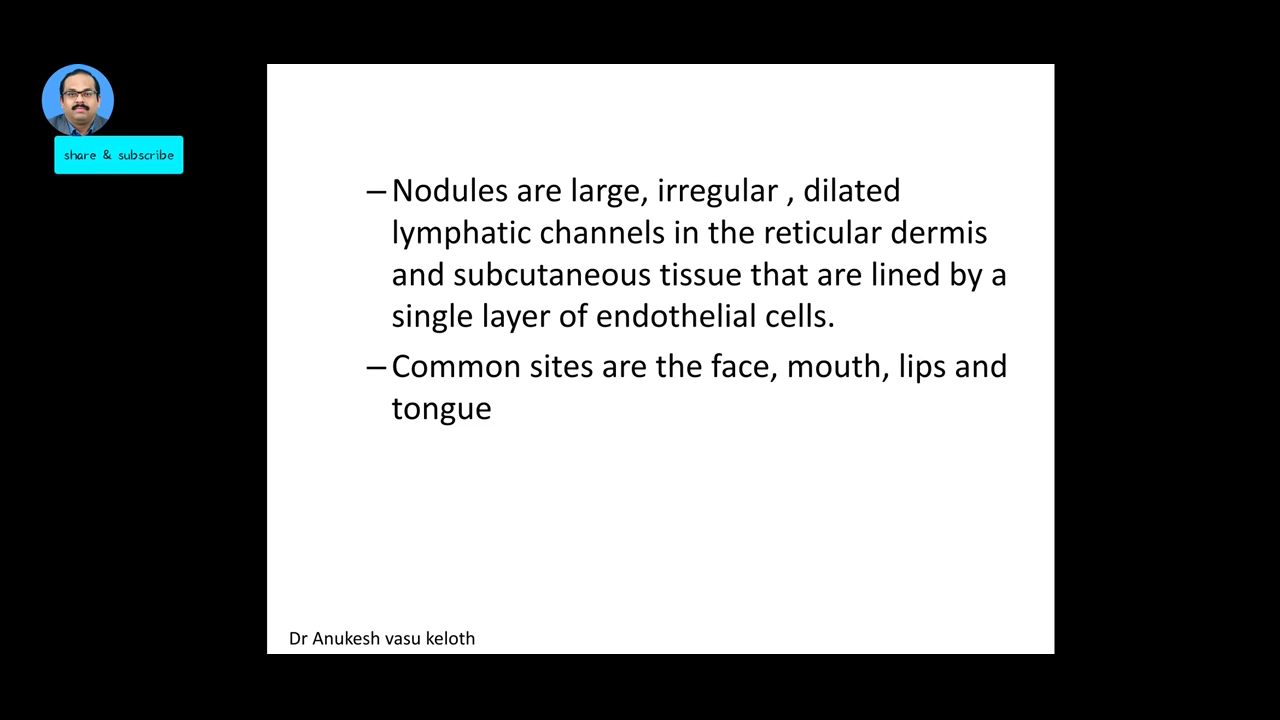 share & subscribe
– Nodules are large, irregular , dilated
lymphatic channels in the reticular dermis
and subcutaneous tissue that are lined by a
single layer of endothelial cells.
– Common sites are the face, mouth, lips and
tongue
Dr Anukesh vasu keloth